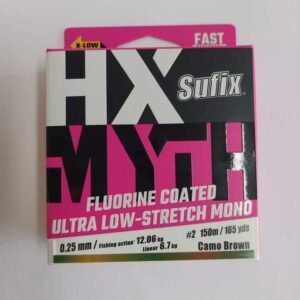 X-LOW
FAST
HX
Sufix
MYTH
FLUORINE COATED
ULTRA LOW-STRETCH MONO
#2 150m / 165 yds
0.25 mm / Fishing action 12.06 kg
Linear 6.7 kg
Camo Brown